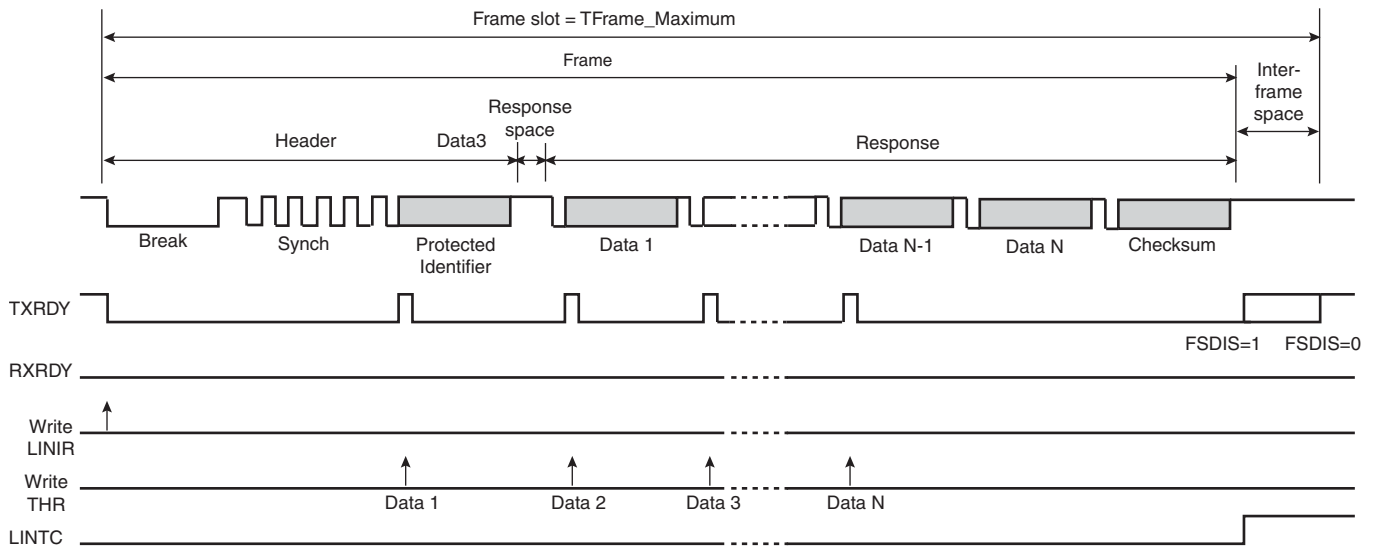 Frame slot = TFrame_Maximum
Frame
Inter-
frame
space
Response
space
Header
Data3
Response
Break
Synch
Protected
Identifier
Data 1
Data N-1
Data N
Checksum
TXRDY
FSDIS=1
FSDIS=0
RXRDY
Write
LINIR
Write
THR
Data 1
Data 2
Data 3
Data N
LINTC